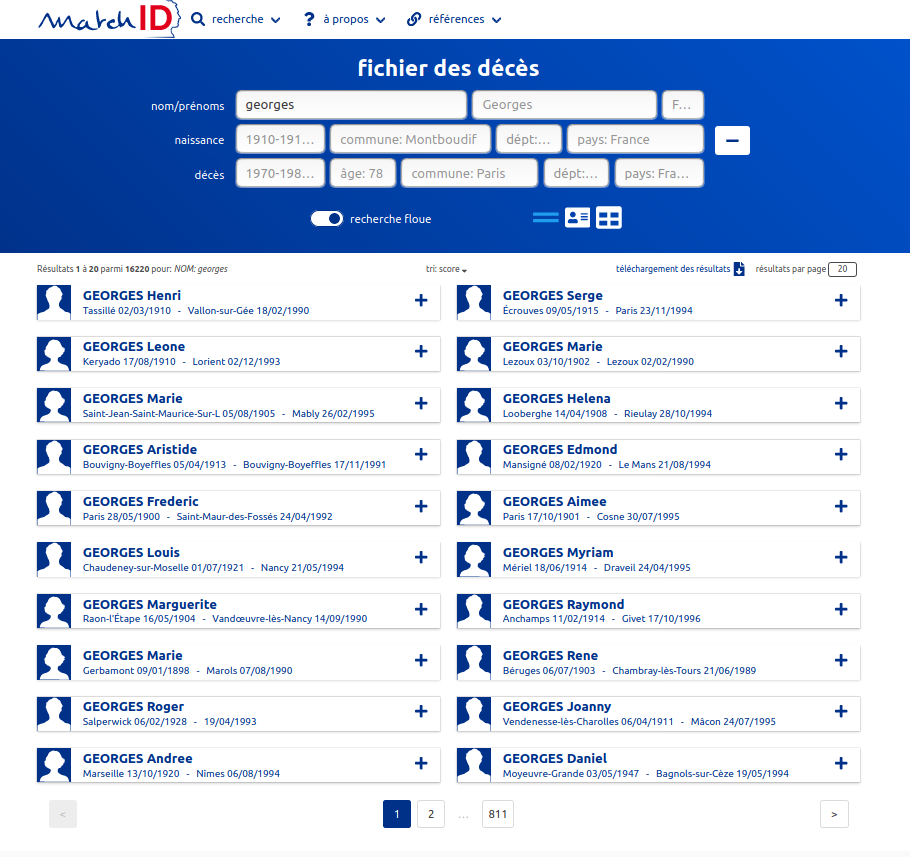 matchID recherche à propos références
fichier des décès
nom/prénoms georges Georges F...
naissance 1910-191... commune: Montboudif dépt:... pays: France
décès 1970-198... âge: 78 commune: Paris dépt:... pays: Fra...
recherche floue
Résultats 1 à 20 parmi 16220 pour: NOM: georges tri: score téléchargement des résultats résultats par page 20
GEORGES Henri
Tassillé 02/03/1910 - Vallon-sur-Gée 18/02/1990
GEORGES Serge
Écrouves 09/05/1915 - Paris 23/11/1994
GEORGES Leone
Keryado 17/08/1910 - Lorient 02/12/1993
GEORGES Marie
Lezoux 03/10/1902 - Lezoux 02/02/1990
GEORGES Marie
Saint-Jean-Saint-Maurice-Sur-L 05/08/1905 - Mably 26/02/1995
GEORGES Helena
Looberghe 14/04/1908 - Rieulay 28/10/1994
GEORGES Aristide
Bouvigny-Boyeffles 05/04/1913 - Bouvigny-Boyeffles 17/11/1991
GEORGES Edmond
Mansigné 08/02/1920 - Le Mans 21/08/1994
GEORGES Frederic
Paris 28/05/1900 - Saint-Maur-des-Fossés 24/04/1992
GEORGES Aimee
Paris 17/10/1901 - Cosne 30/07/1995
GEORGES Louis
Chaudeney-sur-Moselle 01/07/1921 - Nancy 21/05/1994
GEORGES Myriam
Mériel 18/06/1914 - Draveil 24/04/1995
GEORGES Marguerite
Raon-l'Étape 16/05/1904 - Vandœuvre-lès-Nancy 14/09/1990
GEORGES Raymond
Anchamps 11/02/1914 - Givet 17/10/1996
GEORGES Marie
Gerbamont 09/01/1898 - Marols 07/08/1990
GEORGES Rene
Béruges 06/07/1903 - Chambray-lès-Tours 21/06/1989
GEORGES Roger
Salperwick 06/02/1928 - 19/04/1993
GEORGES Joanny
Vendenesse-lès-Charolles 06/04/1911 - Mâcon 24/07/1995
GEORGES Andree
Marseille 13/10/1920 - Nîmes 06/08/1994
GEORGES Daniel
Moyeuvre-Grande 03/05/1947 - Bagnols-sur-Cèze 19/05/1994
< 1 2 ... 811 >